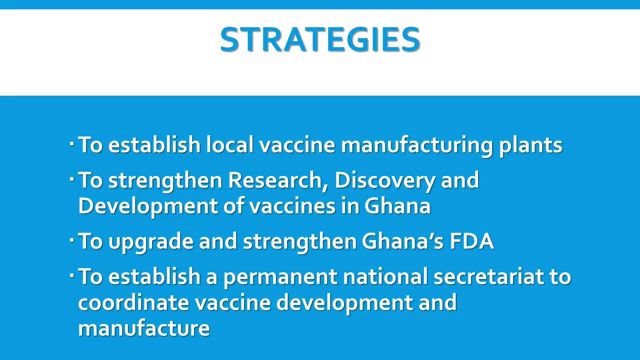 STRATEGIES
▪To establish local vaccine manufacturing plants
▪To strengthen Research, Discovery and
Development of vaccines in Ghana
▪To upgrade and strengthen Ghana’s FDA
▪To establish a permanent national secretariat to
coordinate vaccine development and
manufacture